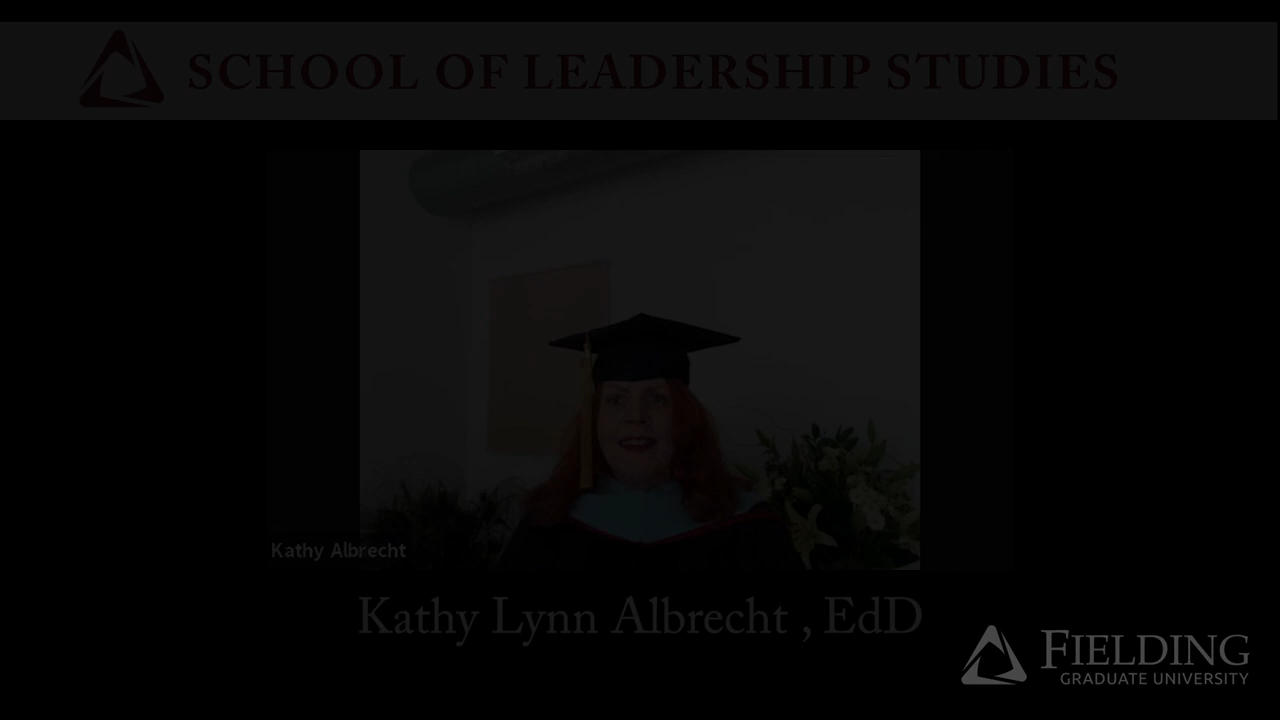 SCHOOL OF LEADERSHIP STUDIES
Kathy Albrecht
Kathy Lynn Albrecht , EdD
FIELDING
GRADUATE UNIVERSITY